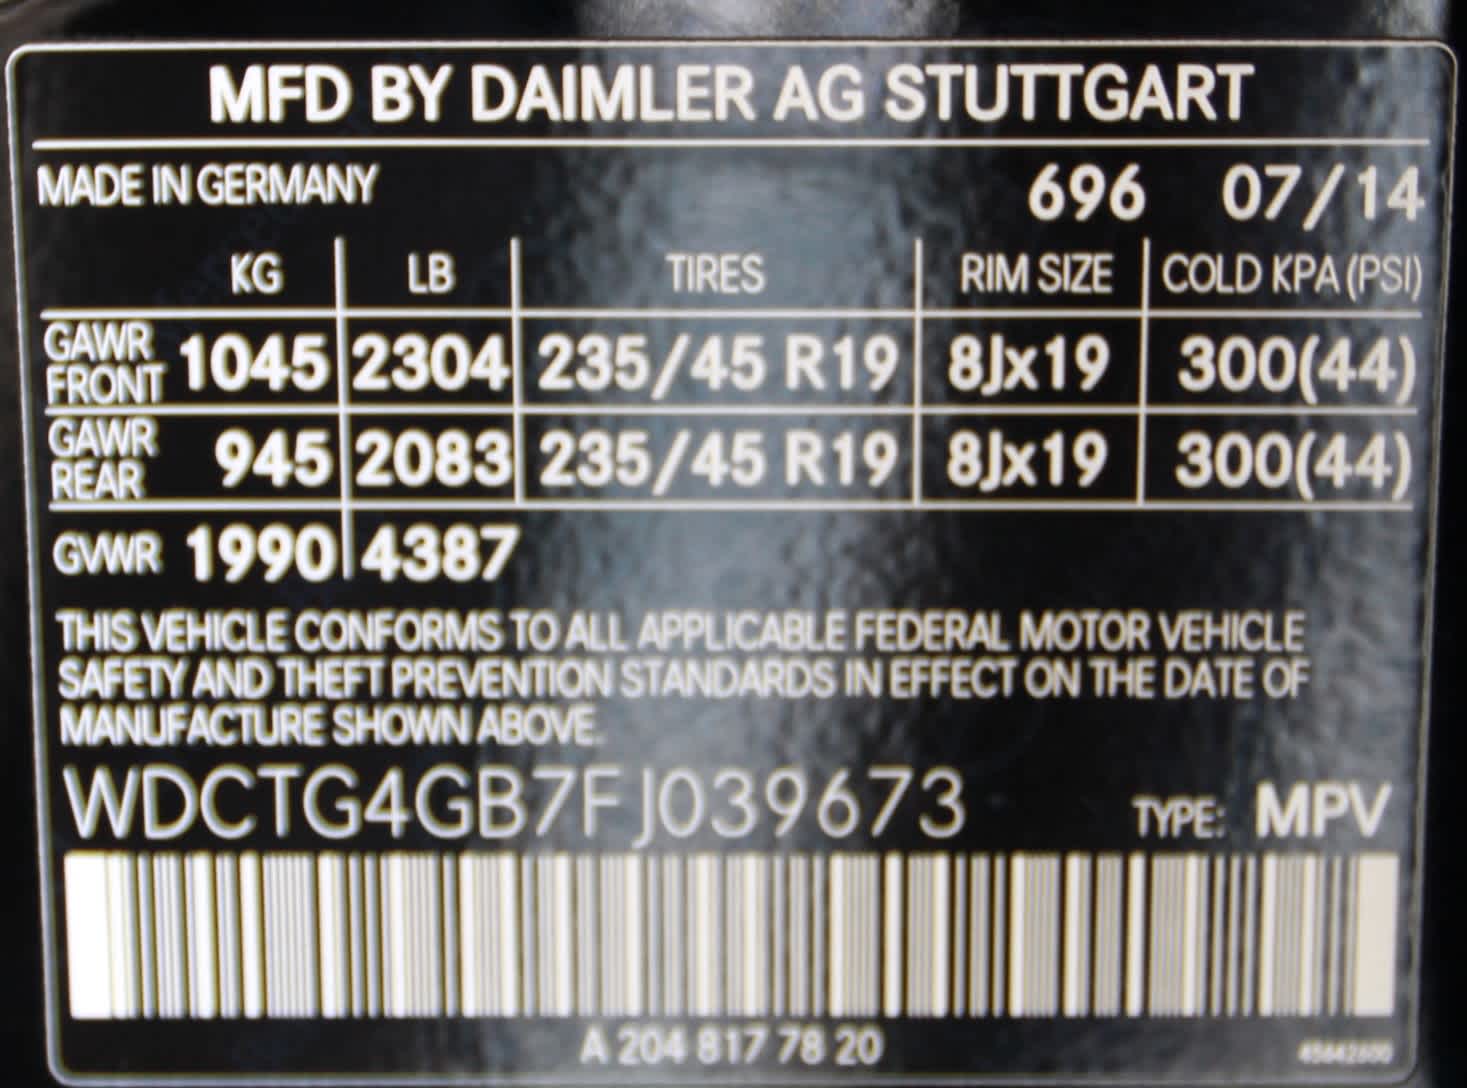 MFD BY DAIMLER AG STUTTGART
MADE IN GERMANY 696 07/14
KG LB TIRES RIM SIZE COLD KPA (PSI)
GAWR FRONT 1045 2304 235/45 R19 8Jx19 300(44)
GAWR REAR 945 2083 235/45 R19 8Jx19 300(44)
GVWR 1990 4387
THIS VEHICLE CONFORMS TO ALL APPLICABLE FEDERAL MOTOR VEHICLE
SAFETY AND THEFT PREVENTION STANDARDS IN EFFECT ON THE DATE OF
MANUFACTURE SHOWN ABOVE.
WDCTG4GB7FJ039673 TYPE: MPV
A 204 817 78 20